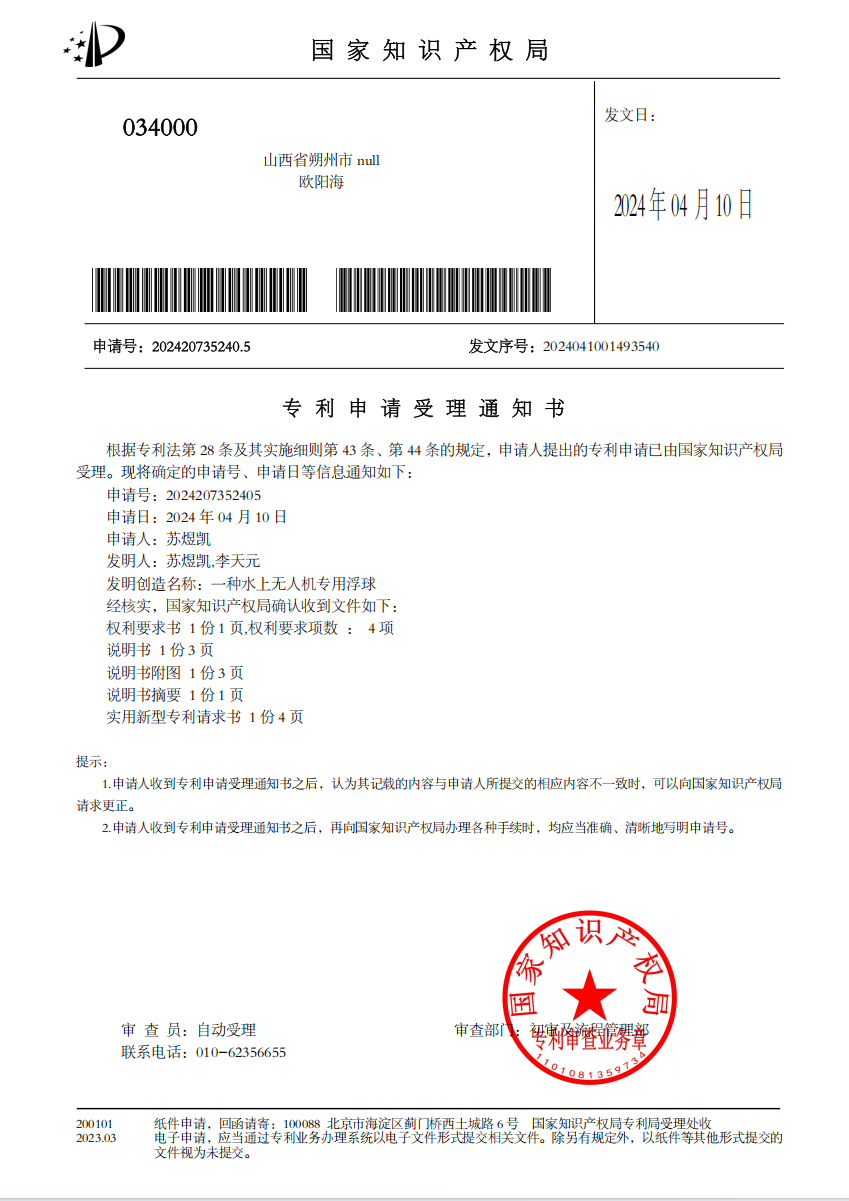 国家知识产权局
034000
山西省朔州市 null
欧阳海
发文日：
2024年04月10日
申请号：202420735240.5
发文序号：2024041001493540
专利申请受理通知书
根据专利法第 28 条及其实施细则第 43 条、第 44 条的规定，申请人提出的专利申请已由国家知识产权局
受理。现将确定的申请号、申请日等信息通知如下：
申请号：2024207352405
申请日：2024 年 04 月 10 日
申请人：苏煜凯
发明人：苏煜凯,李天元
发明创造名称：一种水上无人机专用浮球
经核实，国家知识产权局确认收到文件如下：
权利要求书 1 份 1 页,权利要求项数 ： 4 项
说明书 1 份 3 页
说明书附图 1 份 3 页
说明书摘要 1 份 1 页
实用新型专利请求书 1 份 4 页
提示：
1.申请人收到专利申请受理通知书之后，认为其记载的内容与申请人所提交的相应内容不一致时，可以向国家知识产权局
请求更正。
2.申请人收到专利申请受理通知书之后，再向国家知识产权局办理各种手续时，均应当准确、清晰地写明申请号。
国家知识产权局
审 查 员：自动受理
审查部门：初审及流程管理部
专利审查业务章
联系电话：010-62356655
1101081359734
200101
纸件申请，回函请寄：100088 北京市海淀区蓟门桥西土城路 6 号 国家知识产权局专利局受理处收
2023.03
电子申请，应当通过专利业务办理系统以电子文件形式提交相关文件。除另有规定外，以纸件等其他形式提交的
文件视为未提交。